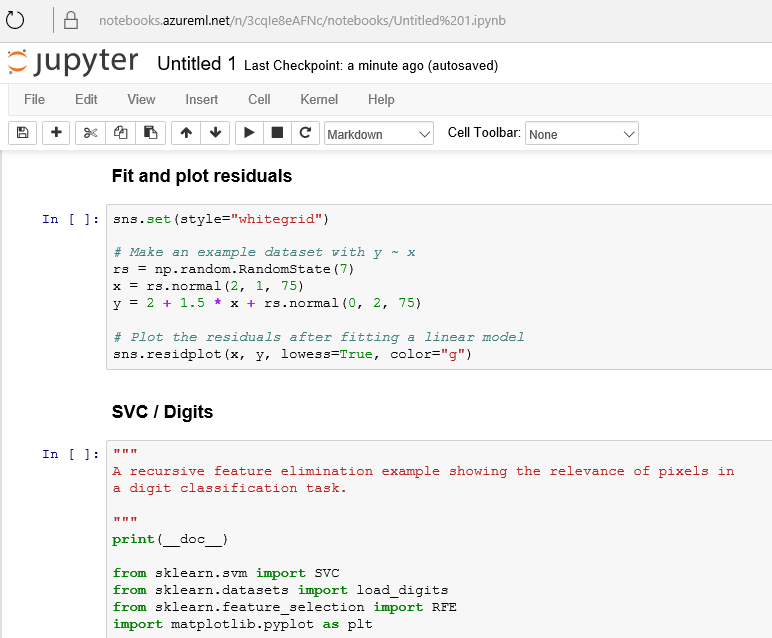 notebooks.azureml.net/n/3cqIe8eAFNc/notebooks/Untitled%201.ipynb
jupyter Untitled 1 Last Checkpoint: a minute ago (autosaved)
File Edit View Insert Cell Kernel Help
Markdown Cell Toolbar: None
Fit and plot residuals
In [ ]: sns.set(style="whitegrid")
# Make an example dataset with y ~ x
rs = np.random.RandomState(7)
x = rs.normal(2, 1, 75)
y = 2 + 1.5 * x + rs.normal(0, 2, 75)
# Plot the residuals after fitting a linear model
sns.residplot(x, y, lowess=True, color="g")
SVC / Digits
In [ ]: """
A recursive feature elimination example showing the relevance of pixels in
a digit classification task.
"""
print(__doc__)
from sklearn.svm import SVC
from sklearn.datasets import load_digits
from sklearn.feature_selection import RFE
import matplotlib.pyplot as plt